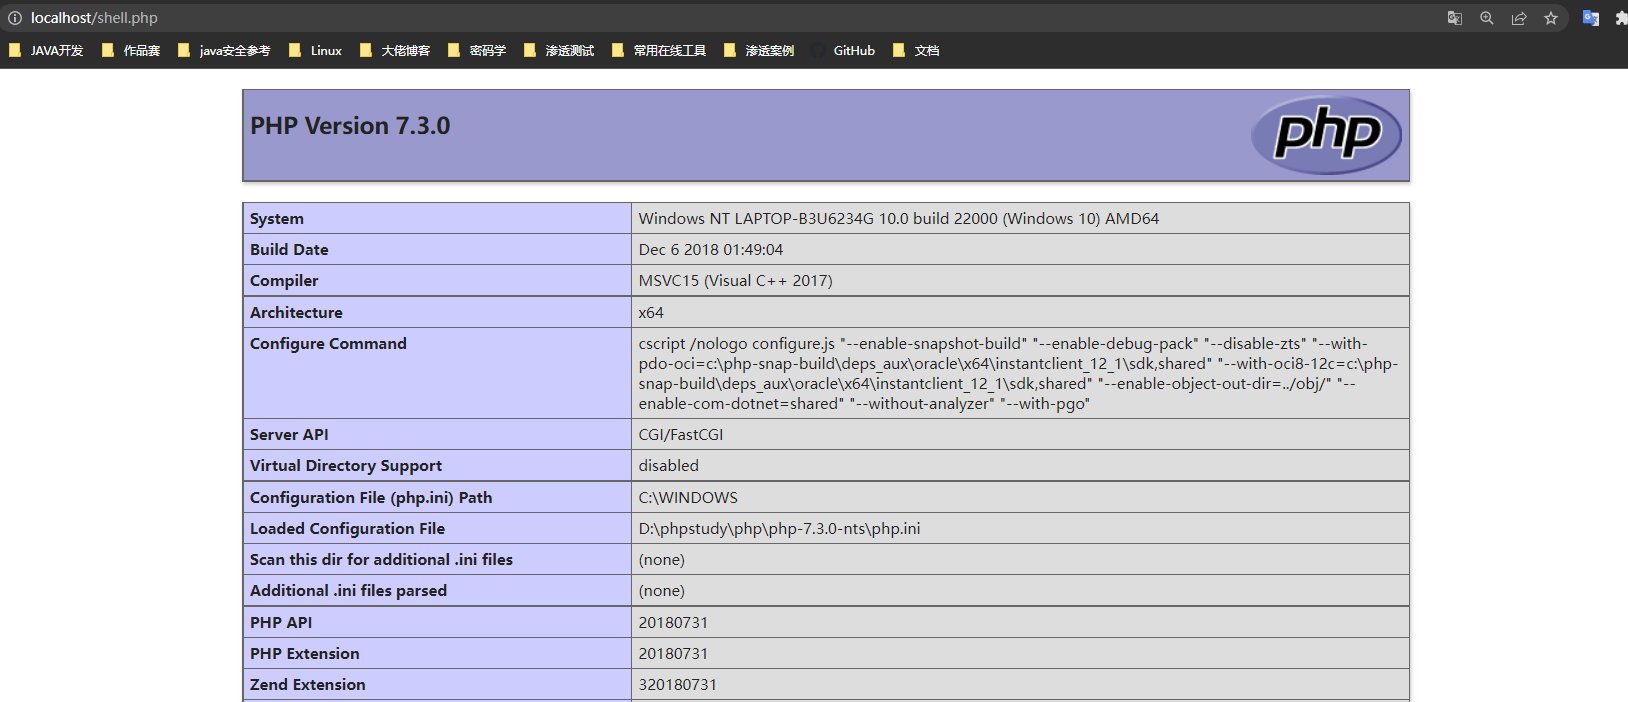 localhost/shell.php
JAVA开发 作品赛 java安全参考 Linux 大佬博客 密码学 渗透测试 常用在线工具 渗透案例 GitHub 文档
PHP Version 7.3.0
php
System Windows NT LAPTOP-B3U6234G 10.0 build 22000 (Windows 10) AMD64
Build Date Dec 6 2018 01:49:04
Compiler MSVC15 (Visual C++ 2017)
Architecture x64
Configure Command cscript /nologo configure.js "--enable-snapshot-build" "--enable-debug-pack" "--disable-zts" "--with-
pdo-oci=c:\php-snap-build\deps_aux\oracle\x64\instantclient_12_1\sdk,shared" "--with-oci8-12c=c:\php-
snap-build\deps_aux\oracle\x64\instantclient_12_1\sdk,shared" "--enable-object-out-dir=../obj/" "--
enable-com-dotnet=shared" "--without-analyzer" "--with-pgo"
Server API CGI/FastCGI
Virtual Directory Support disabled
Configuration File (php.ini) Path C:\WINDOWS
Loaded Configuration File D:\phpstudy\php\php-7.3.0-nts\php.ini
Scan this dir for additional .ini files (none)
Additional .ini files parsed (none)
PHP API 20180731
PHP Extension 20180731
Zend Extension 320180731